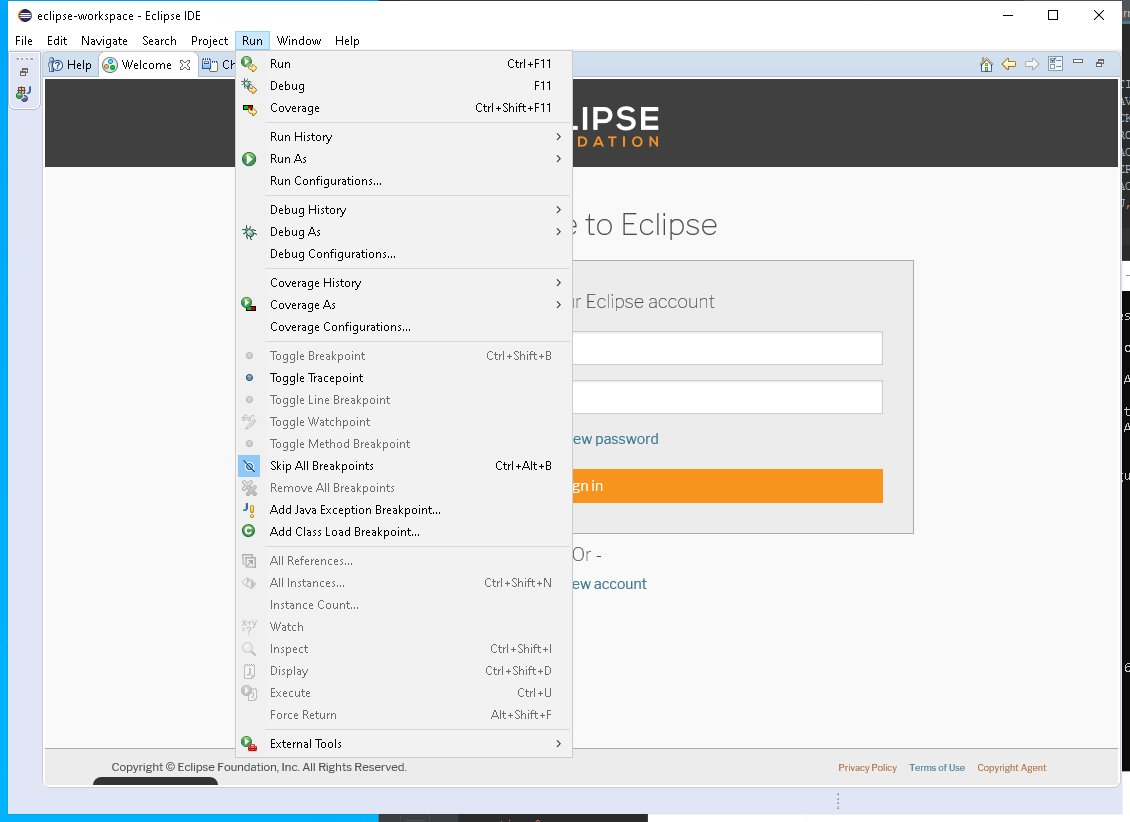 eclipse-workspace - Eclipse IDE
File Edit Navigate Search Project Run Window Help
Help Welcome Ch
Run Ctrl+F11
Debug F11
Coverage Ctrl+Shift+F11
Run History
Run As
Run Configurations...
Debug History
Debug As
Debug Configurations...
Coverage History
Coverage As
Coverage Configurations...
Toggle Breakpoint Ctrl+Shift+B
Toggle Tracepoint
Toggle Line Breakpoint
Toggle Watchpoint
Toggle Method Breakpoint
Skip All Breakpoints Ctrl+Alt+B
Remove All Breakpoints
Add Java Exception Breakpoint...
Add Class Load Breakpoint...
All References...
All Instances... Ctrl+Shift+N
Instance Count...
Watch
Inspect Ctrl+Shift+I
Display Ctrl+Shift+D
Execute Ctrl+U
Force Return Alt+Shift+F
External Tools
LIPSE
DATION
e to Eclipse
ur Eclipse account
ew password
gn in
Or -
ew account
Copyright © Eclipse Foundation, Inc. All Rights Reserved.
Privacy Policy Terms of Use Copyright Agent